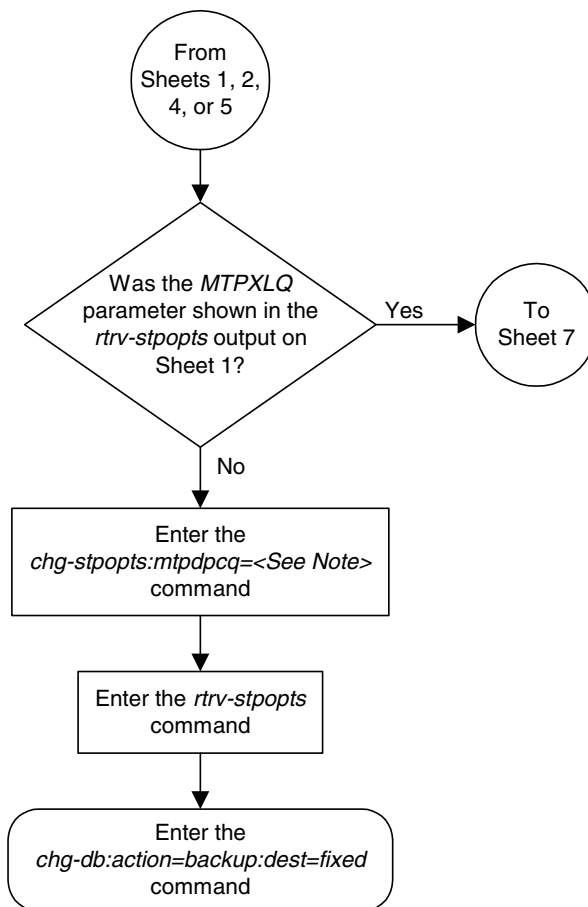 From
Sheets 1, 2,
4, or 5
Was the MTPXLQ
parameter shown in the
rtrv-stpopts output on
Sheet 1?
Yes
To
Sheet 7
No
Enter the
chg-stpopts:mtpdpcq=<See Note>
command
Enter the rtrv-stpopts
command
Enter the
chg-db:action=backup:dest=fixed
command